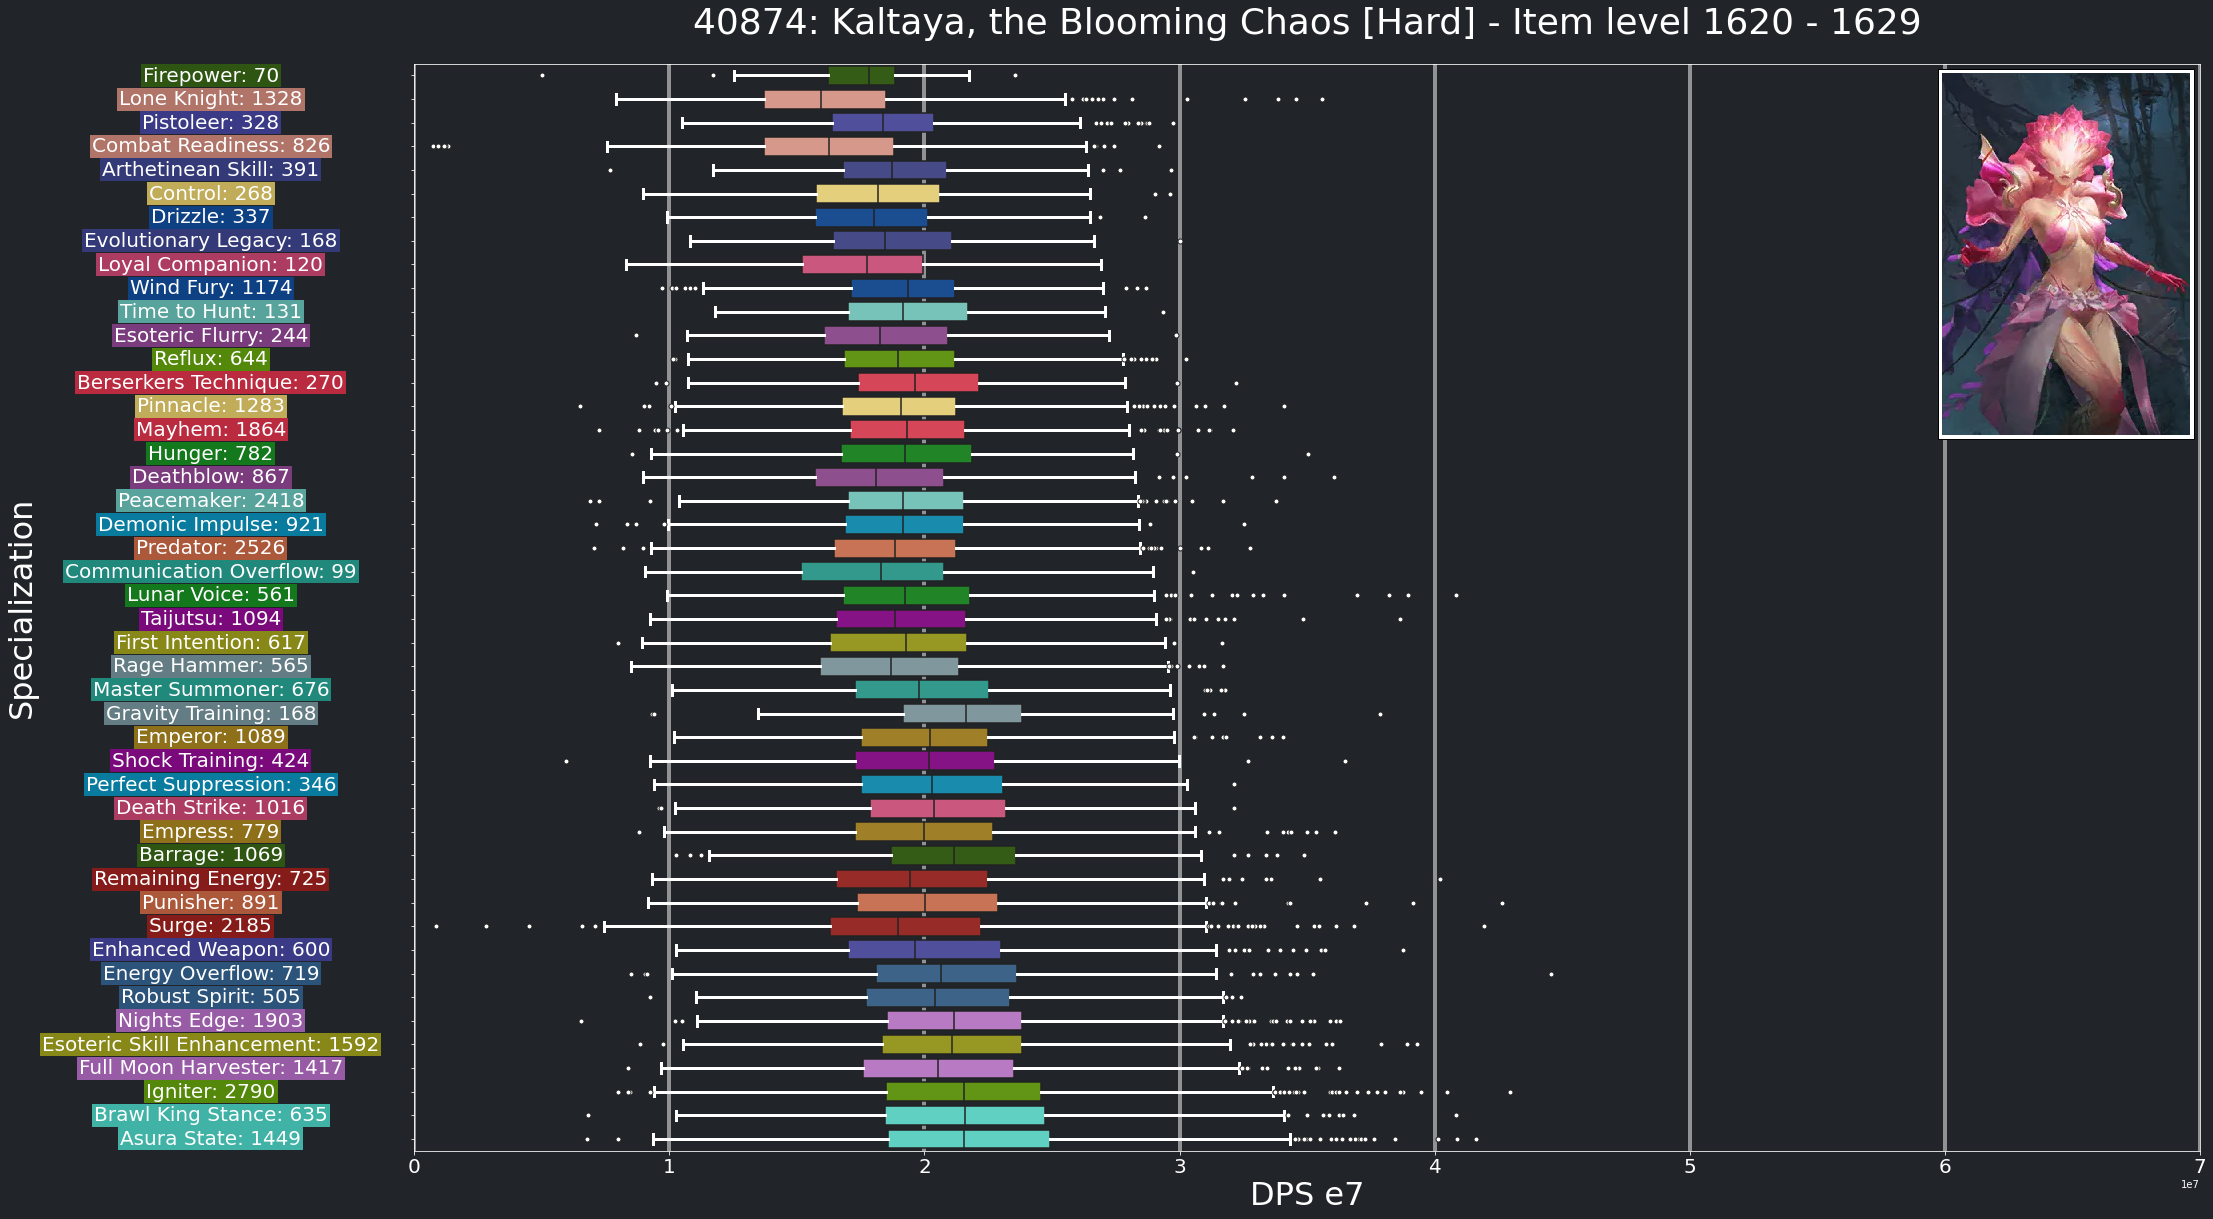 40874: Kaltaya, the Blooming Chaos [Hard] - Item level 1620 - 1629
Specialization
Firepower: 70
Lone Knight: 1328
Pistoleer: 328
Combat Readiness: 826
Arthetinean Skill: 391
Control: 268
Drizzle: 337
Evolutionary Legacy: 168
Loyal Companion: 120
Wind Fury: 1174
Time to Hunt: 131
Esoteric Flurry: 244
Reflux: 644
Berserkers Technique: 270
Pinnacle: 1283
Mayhem: 1864
Hunger: 782
Deathblow: 867
Peacemaker: 2418
Demonic Impulse: 921
Predator: 2526
Communication Overflow: 99
Lunar Voice: 561
Taijutsu: 1094
First Intention: 617
Rage Hammer: 565
Master Summoner: 676
Gravity Training: 168
Emperor: 1089
Shock Training: 424
Perfect Suppression: 346
Death Strike: 1016
Empress: 779
Barrage: 1069
Remaining Energy: 725
Punisher: 891
Surge: 2185
Enhanced Weapon: 600
Energy Overflow: 719
Robust Spirit: 505
Nights Edge: 1903
Esoteric Skill Enhancement: 1592
Full Moon Harvester: 1417
Igniter: 2790
Brawl King Stance: 635
Asura State: 1449
0 1 2 3 4 5 6 7
DPS e7
1e7